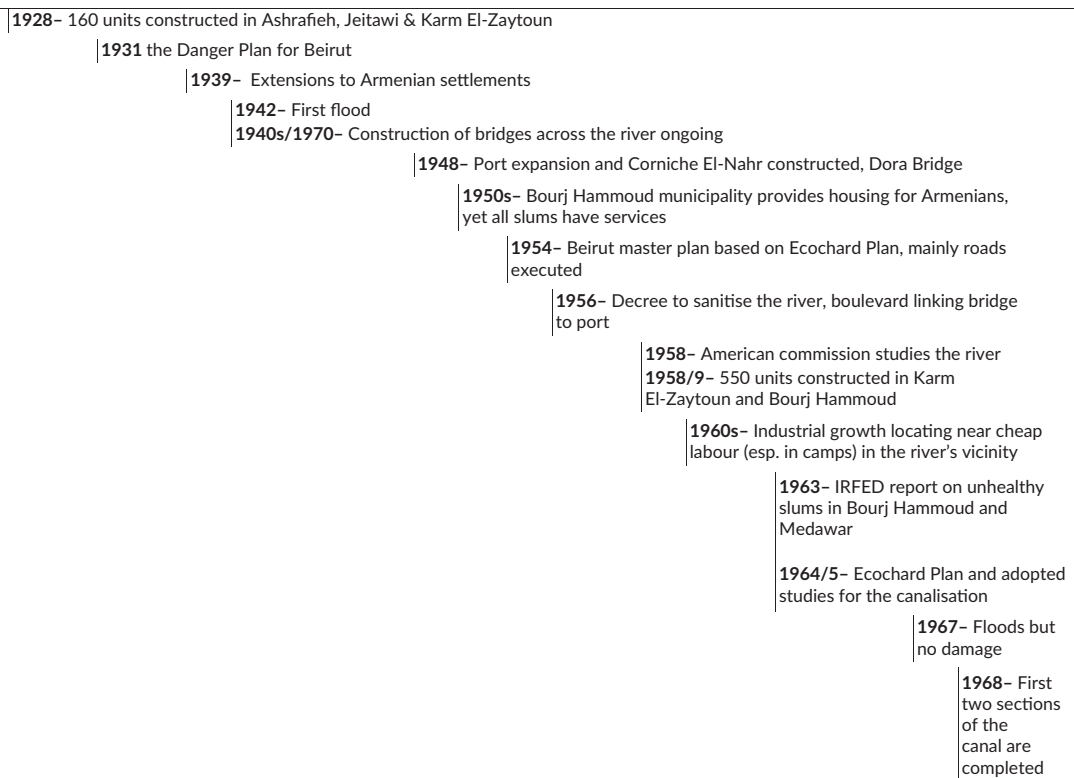 1928– 160 units constructed in Ashrafieh, Jeitawi & Karm El-Zaytoun
1931 the Danger Plan for Beirut
1939– Extensions to Armenian settlements
1942– First flood
1940s/1970– Construction of bridges across the river ongoing
1948– Port expansion and Corniche El-Nahr constructed, Dora Bridge
1950s– Bourj Hammoud municipality provides housing for Armenians,
yet all slums have services
1954– Beirut master plan based on Ecochard Plan, mainly roads
executed
1956– Decree to sanitise the river, boulevard linking bridge
to port
1958– American commission studies the river
1958/9– 550 units constructed in Karm
El-Zaytoun and Bourj Hammoud
1960s– Industrial growth locating near cheap
labour (esp. in camps) in the river's vicinity
1963– IRFED report on unhealthy
slums in Bourj Hammoud and
Medawar
1964/5– Ecochard Plan and adopted
studies for the canalisation
1967– Floods but
no damage
1968– First
two sections
of the
canal are
completed